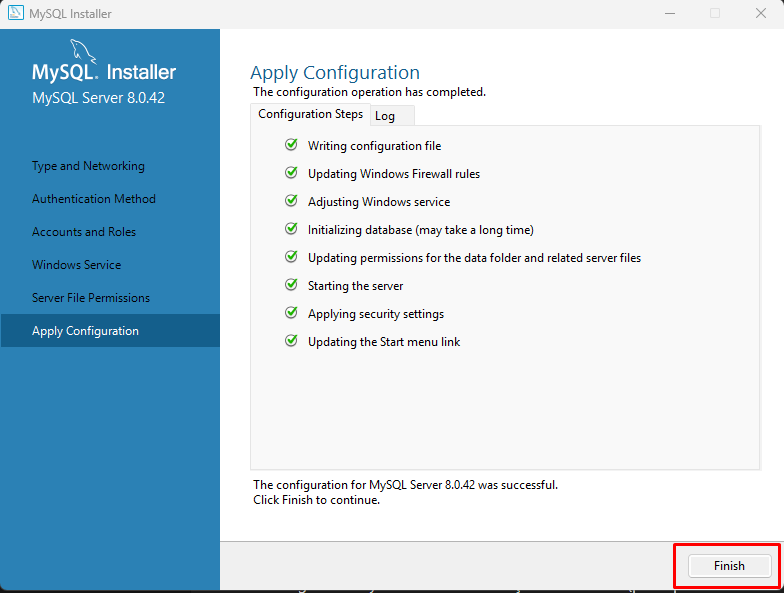 MySQL Installer
MySQL. Installer
MySQL Server 8.0.42
Type and Networking
Authentication Method
Accounts and Roles
Windows Service
Server File Permissions
Apply Configuration
Apply Configuration
The configuration operation has completed.
Configuration Steps
Log
Writing configuration file
Updating Windows Firewall rules
Adjusting Windows service
Initializing database (may take a long time)
Updating permissions for the data folder and related server files
Starting the server
Applying security settings
Updating the Start menu link
The configuration for MySQL Server 8.0.42 was successful.
Click Finish to continue.
Finish